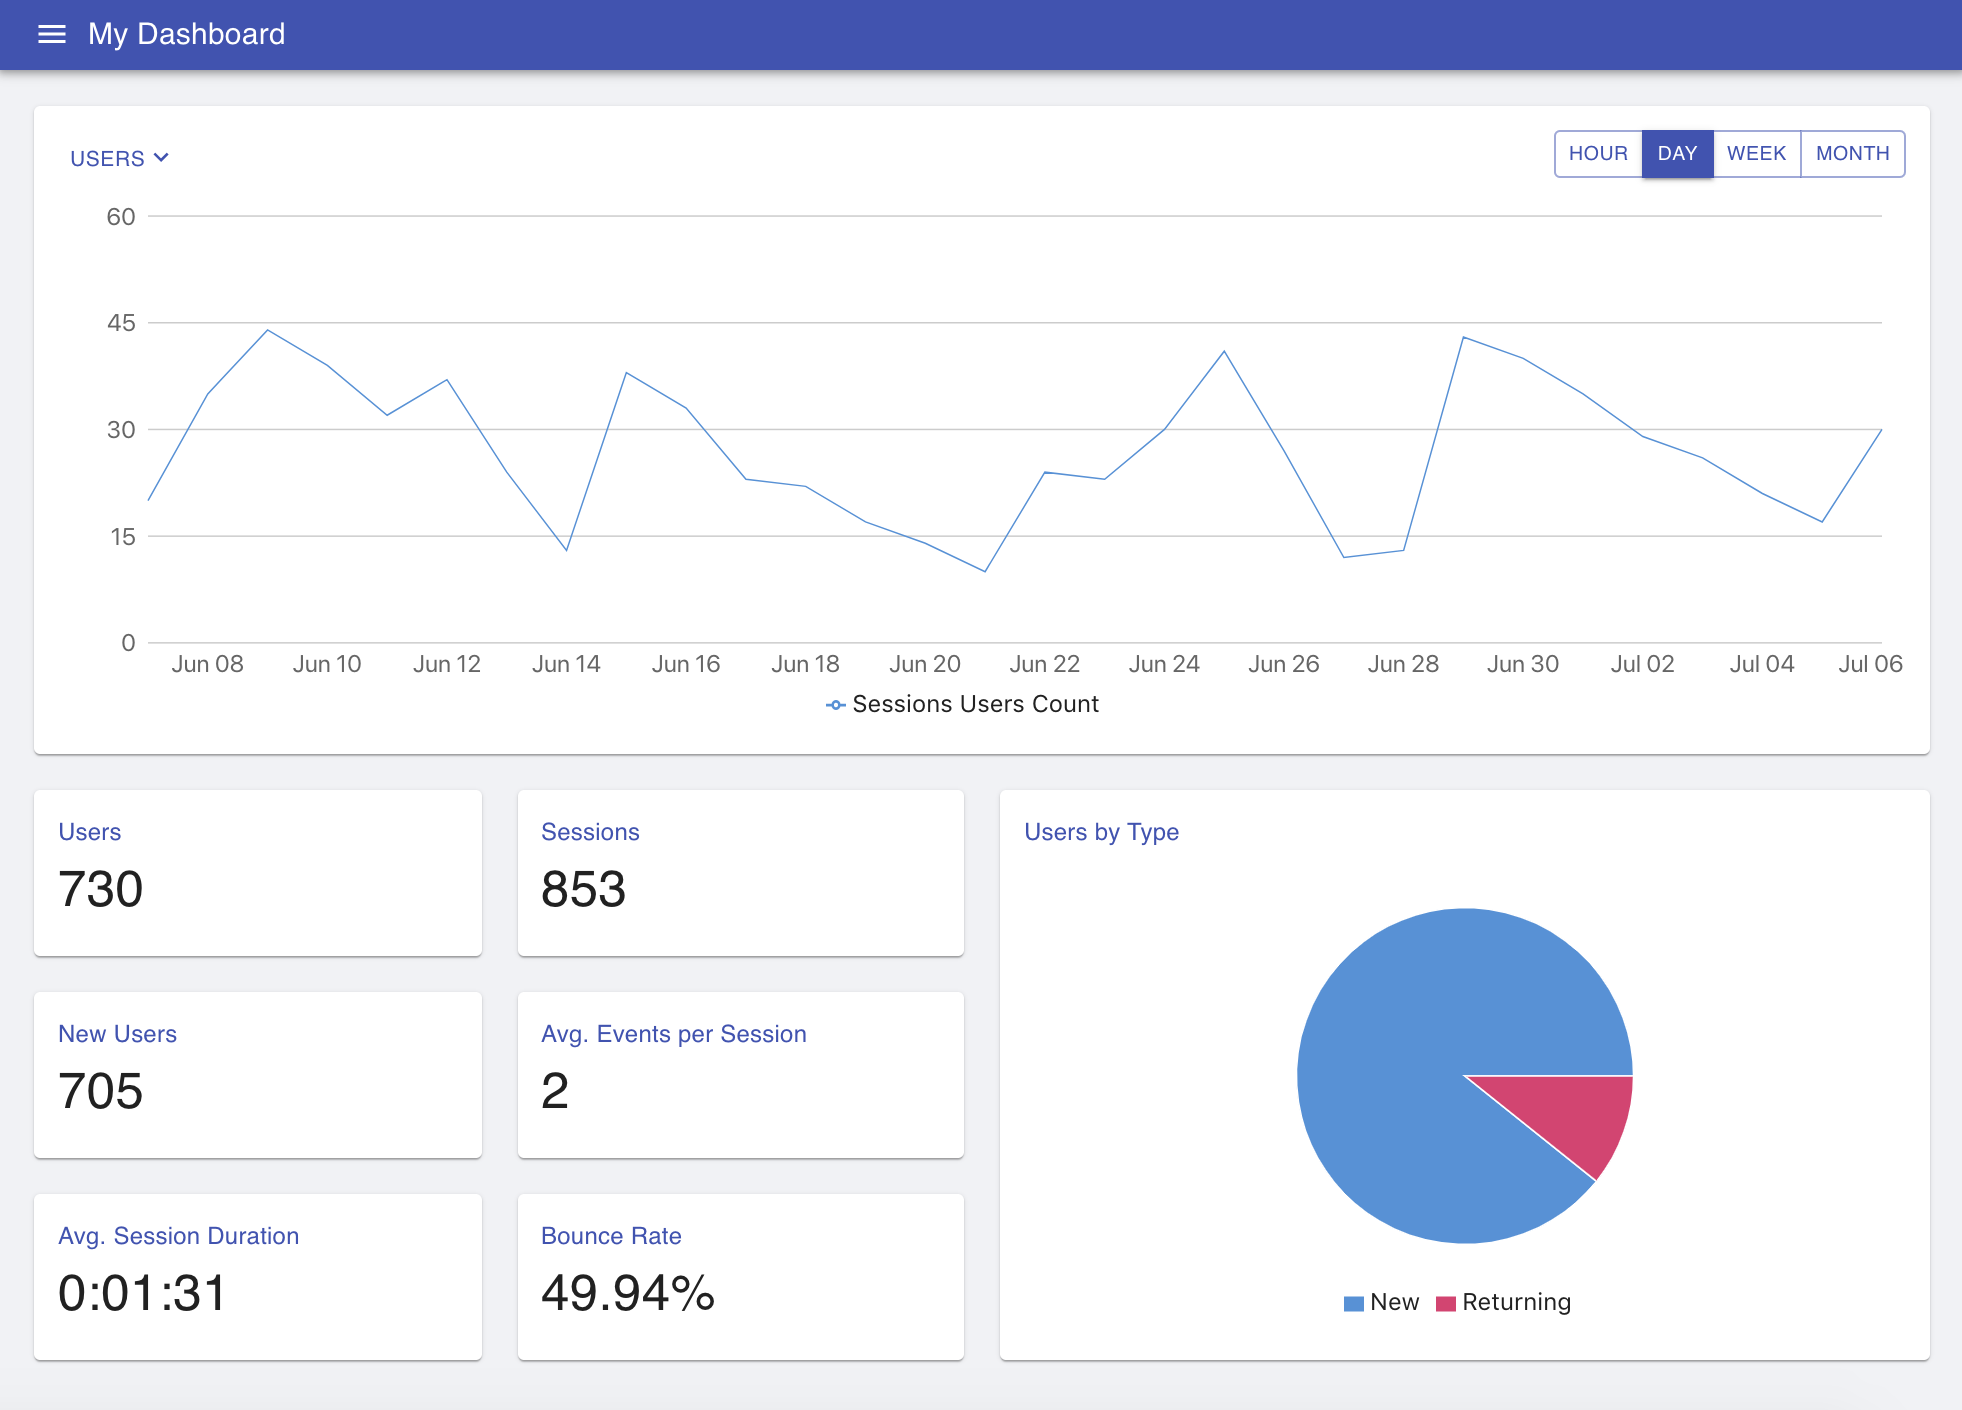 My Dashboard
USERS
HOUR DAY WEEK MONTH
60
45
30
15
0
Jun 08 Jun 10 Jun 12 Jun 14 Jun 16 Jun 18 Jun 20 Jun 22 Jun 24 Jun 26 Jun 28 Jun 30 Jul 02 Jul 04 Jul 06
Sessions Users Count
Users
730
Sessions
853
Users by Type
New Users
705
Avg. Events per Session
2
Avg. Session Duration
0:01:31
Bounce Rate
49.94%
New Returning